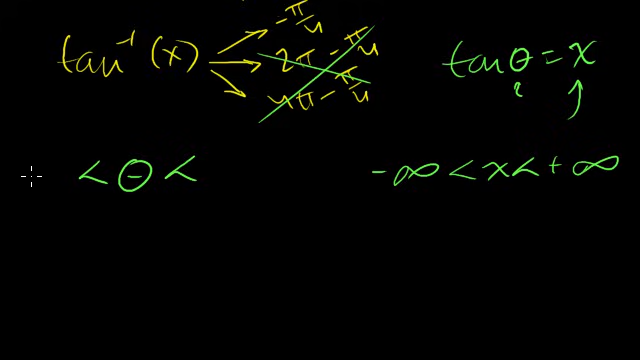 tan⁻¹(x) -π/4 tanθ = x
2π - π/4
4π - π/4
< θ < -∞ < x < +∞